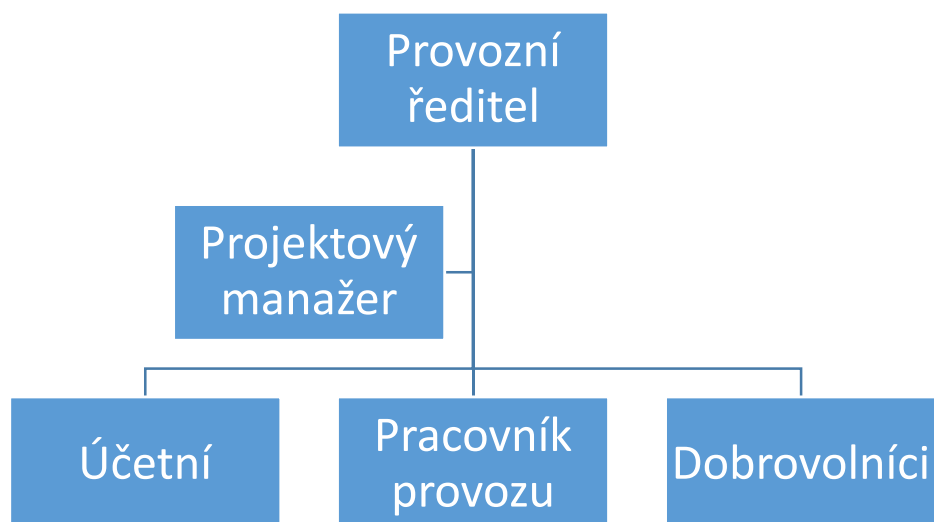 Provozní
ředitel
Projektový
manažer
Účetní
Pracovník
provozu
Dobrovolníci